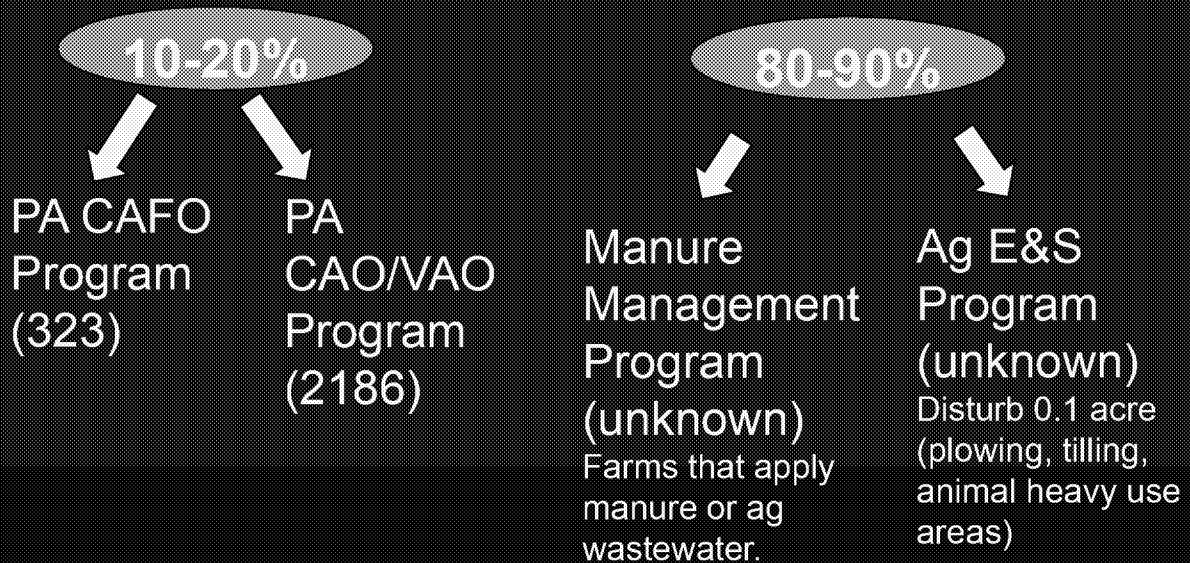 10-20%
PA CAFO
Program
(323)
PA
CAO/VAO
Program
(2186)
80-90%
Manure
Management
Program
(unknown)
Farms that apply
manure or ag
wastewater.
Ag E&S
Program
(unknown)
Disturb 0.1 acre
(plowing, tilling,
animal heavy use
areas)